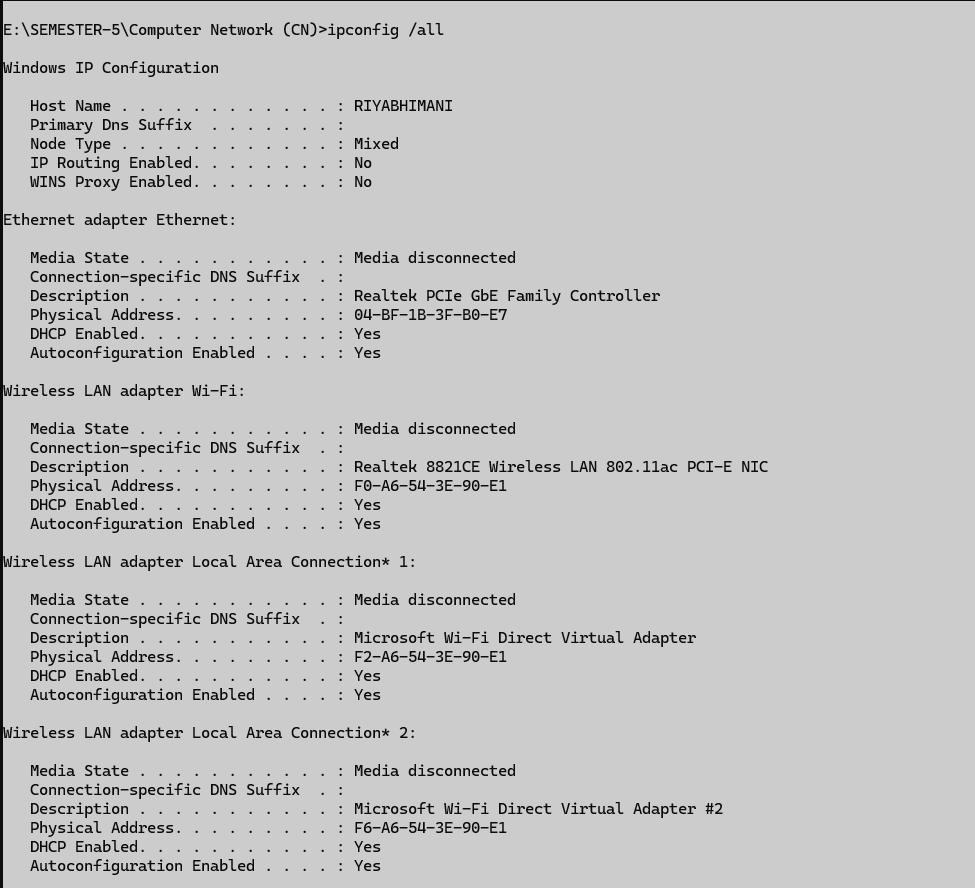 E:\SEMESTER-5\Computer Network (CN)>ipconfig /all
Windows IP Configuration
   Host Name . . . . . . . . . . . . : RIYABHIMANI
   Primary Dns Suffix  . . . . . . . :
   Node Type . . . . . . . . . . . . : Mixed
   IP Routing Enabled. . . . . . . . : No
   WINS Proxy Enabled. . . . . . . . : No
Ethernet adapter Ethernet:
   Media State . . . . . . . . . . . : Media disconnected
   Connection-specific DNS Suffix  . :
   Description . . . . . . . . . . . : Realtek PCIe GbE Family Controller
   Physical Address. . . . . . . . . : 04-BF-1B-3F-B0-E7
   DHCP Enabled. . . . . . . . . . . : Yes
   Autoconfiguration Enabled . . . . : Yes
Wireless LAN adapter Wi-Fi:
   Media State . . . . . . . . . . . : Media disconnected
   Connection-specific DNS Suffix  . :
   Description . . . . . . . . . . . : Realtek 8821CE Wireless LAN 802.11ac PCI-E NIC
   Physical Address. . . . . . . . . : F0-A6-54-3E-90-E1
   DHCP Enabled. . . . . . . . . . . : Yes
   Autoconfiguration Enabled . . . . : Yes
Wireless LAN adapter Local Area Connection* 1:
   Media State . . . . . . . . . . . : Media disconnected
   Connection-specific DNS Suffix  . :
   Description . . . . . . . . . . . : Microsoft Wi-Fi Direct Virtual Adapter
   Physical Address. . . . . . . . . : F2-A6-54-3E-90-E1
   DHCP Enabled. . . . . . . . . . . : Yes
   Autoconfiguration Enabled . . . . : Yes
Wireless LAN adapter Local Area Connection* 2:
   Media State . . . . . . . . . . . : Media disconnected
   Connection-specific DNS Suffix  . :
   Description . . . . . . . . . . . : Microsoft Wi-Fi Direct Virtual Adapter #2
   Physical Address. . . . . . . . . : F6-A6-54-3E-90-E1
   DHCP Enabled. . . . . . . . . . . : Yes
   Autoconfiguration Enabled . . . . : Yes